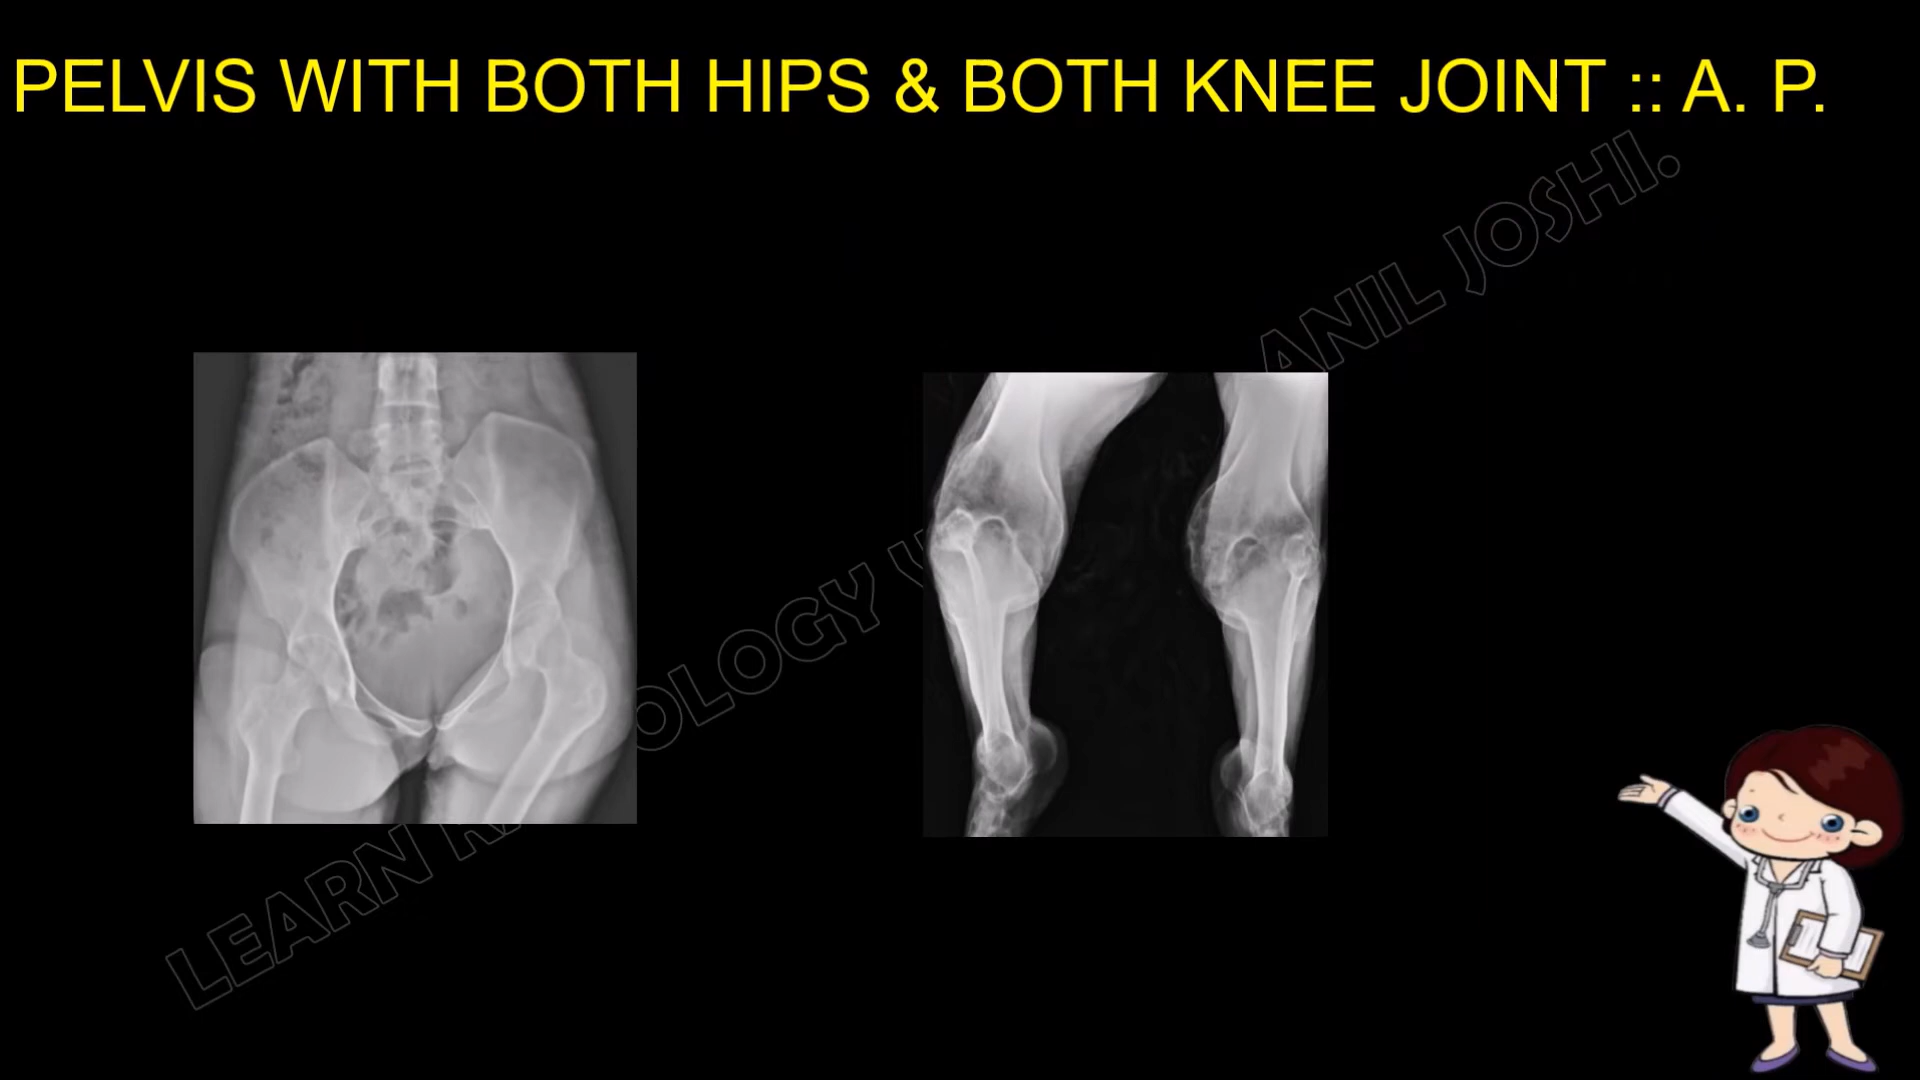 PELVIS WITH BOTH HIPS & BOTH KNEE JOINT :: A. P.
LEARN
OLOGY
ANIL JOSHI.